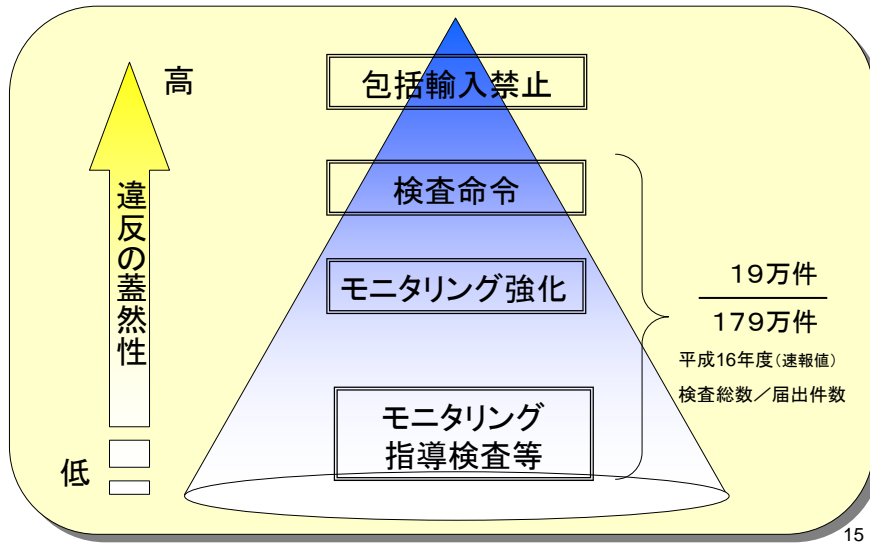 高
包括輸入禁止
検査命令
違反の蓋然性
モニタリング強化
１９万件
１７９万件
平成16年度(速報値)
検査総数／届出件数
モニタリング
指導検査等
低
15